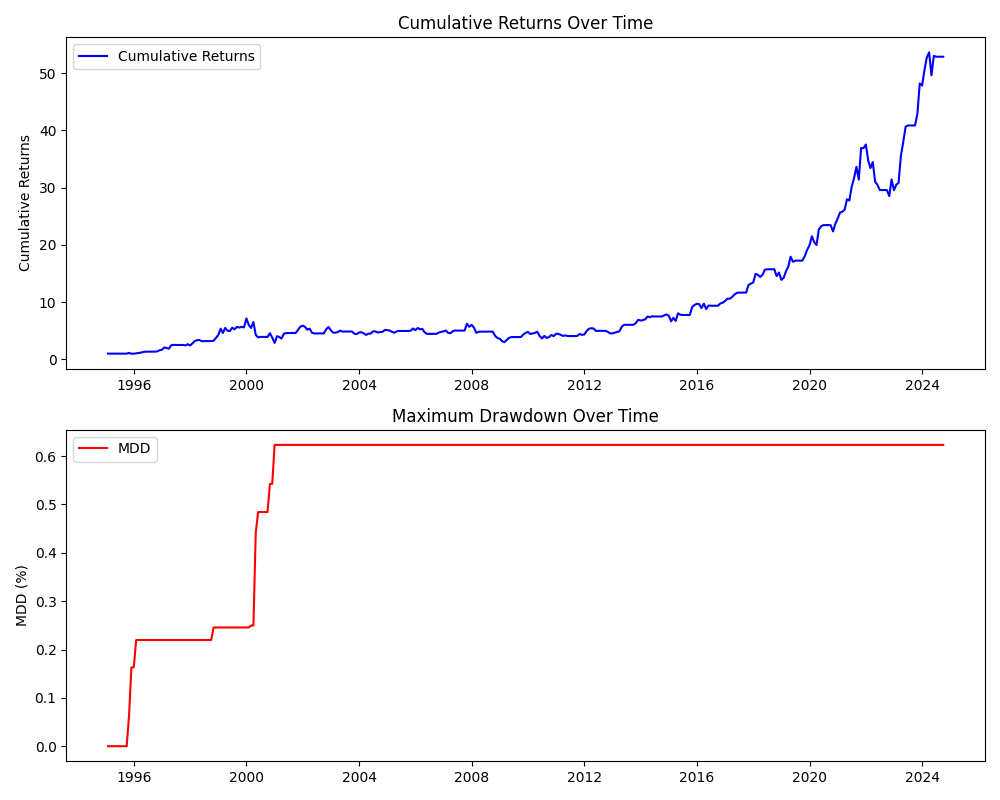 Cumulative Returns Over Time
Cumulative Returns
Cumulative Returns
50
40
30
20
10
0
1996 2000 2004 2008 2012 2016 2020 2024
Maximum Drawdown Over Time
MDD
MDD (%)
0.6
0.5
0.4
0.3
0.2
0.1
0.0
1996 2000 2004 2008 2012 2016 2020 2024